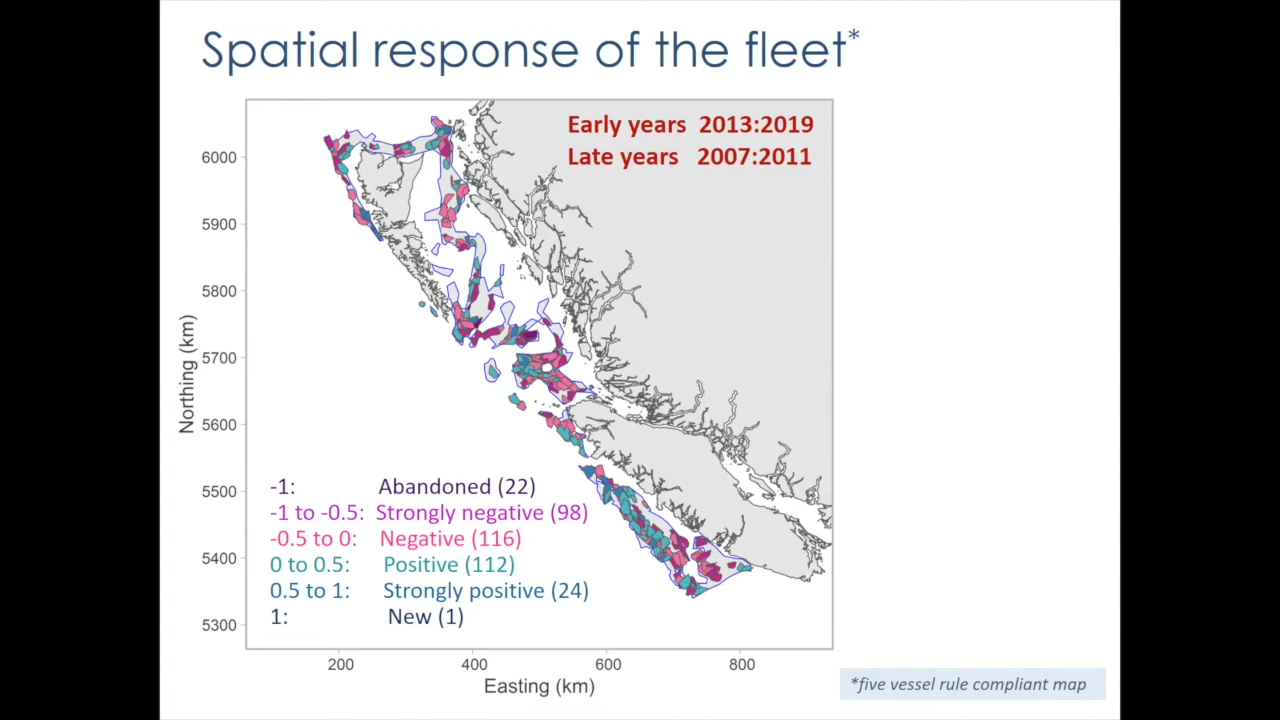 Spatial response of the fleet*
Early years 2013:2019
Late years 2007:2011
6000
5900
5800
5700
5600
5500
5400
5300
Northing (km)
-1: Abandoned (22)
-1 to -0.5: Strongly negative (98)
-0.5 to 0: Negative (116)
0 to 0.5: Positive (112)
0.5 to 1: Strongly positive (24)
1: New (1)
200 400 600 800
Easting (km)
*five vessel rule compliant map